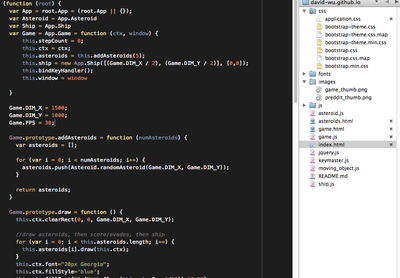 (function (root) {
var App = root.App = (root.App || {});
var Asteroid = App.Asteroid
var Ship = App.Ship
var Game = App.Game = function (ctx, window) {
this.stepCount = 0;
this.ctx = ctx;
this.asteroids = this.addAsteroids(5);
this.ship = new App.Ship([(Game.DIM_X / 2), (Game.DIM_Y / 2)], [0,0]);
this.bindKeyHandler();
this.window = window
}
Game.DIM_X = 1500;
Game.DIM_Y = 1000;
Game.FPS = 30;
Game.prototype.addAsteroids = function (numAsteroids) {
var asteroids = [];
for (var i = 0; i < numAsteroids; i++) {
asteroids.push(Asteroid.randomAsteroid(Game.DIM_X, Game.DIM_Y));
}
return asteroids;
}
Game.prototype.draw = function () {
this.ctx.clearRect(0, 0, Game.DIM_X, Game.DIM_Y);
//draw asteroids, then score/evades, then ship
for (var i = 0; i < this.asteroids.length; i++) {
this.asteroids[i].draw(this.ctx);
}
this.ctx.font="20px Georgia";
this.ctx.fillStyle='blue';
david-wu.github.io
css
application.css
bootstrap-theme.css
bootstrap-theme.css.map
bootstrap-theme.min.css
bootstrap.css
bootstrap.css.map
bootstrap.min.css
fonts
images
game_thumb.png
preddit_thumb.png
js
asteroid.js
asteroids.html
game.html
game.js
index.html
jquery.js
keymaster.js
moving_object.js
README.md
ship.js